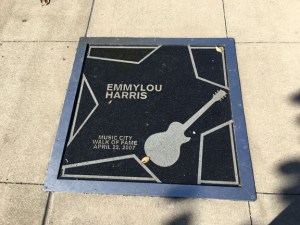 EMMYLOU
HARRIS
MUSIC CITY
WALK OF FAME
APRIL 22, 2007